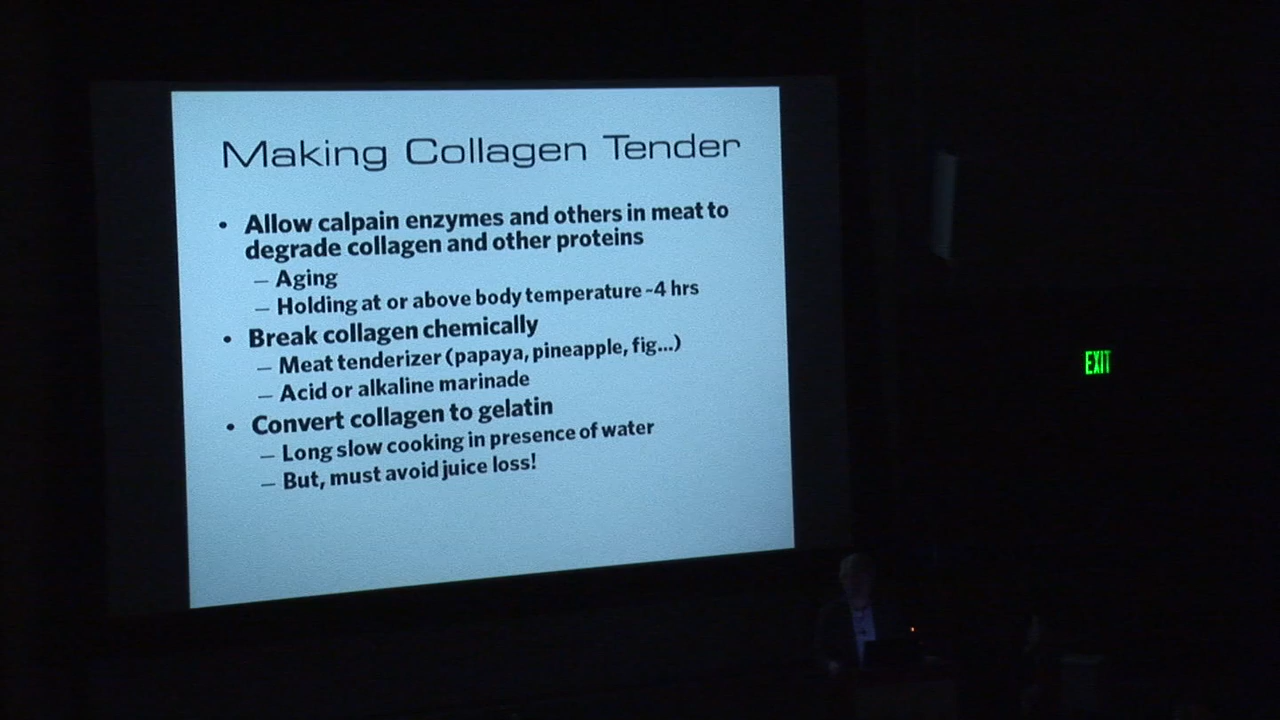 Making Collagen Tender
• Allow calpain enzymes and others in meat to
degrade collagen and other proteins
– Aging
– Holding at or above body temperature ~4 hrs
• Break collagen chemically
– Meat tenderizer (papaya, pineapple, fig...)
– Acid or alkaline marinade
• Convert collagen to gelatin
– Long slow cooking in presence of water
– But, must avoid juice loss!
EXIT